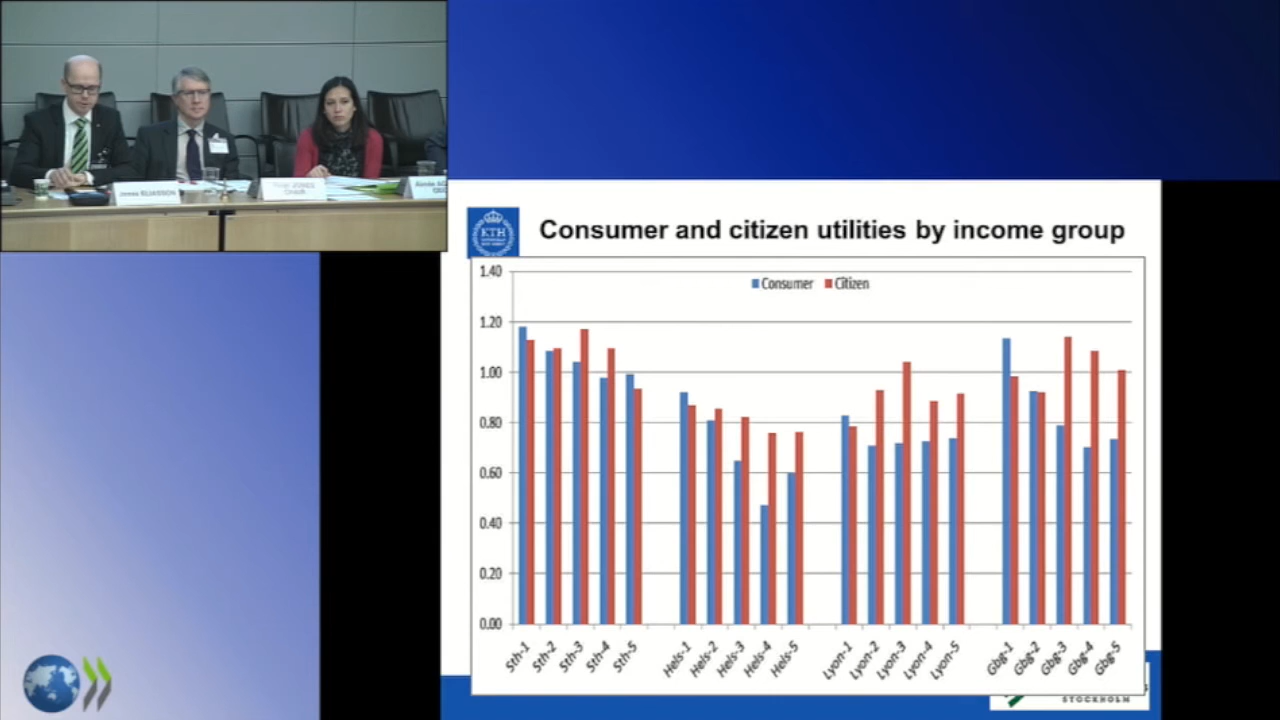 Jonas ELIASSON
KTH
Consumer and citizen utilities by income group
Consumer
Citizen
1.40
1.20
1.00
0.80
0.60
0.40
0.20
0.00
Sth-1
Sth-2
Sth-3
Sth-4
Sth-5
Hels-1
Hels-2
Hels-3
Hels-4
Hels-5
Lyon-1
Lyon-2
Lyon-3
Lyon-4
Lyon-5
Gbg-1
Gbg-2
Gbg-3
Gbg-4
Gbg-5
STOCKHOLM